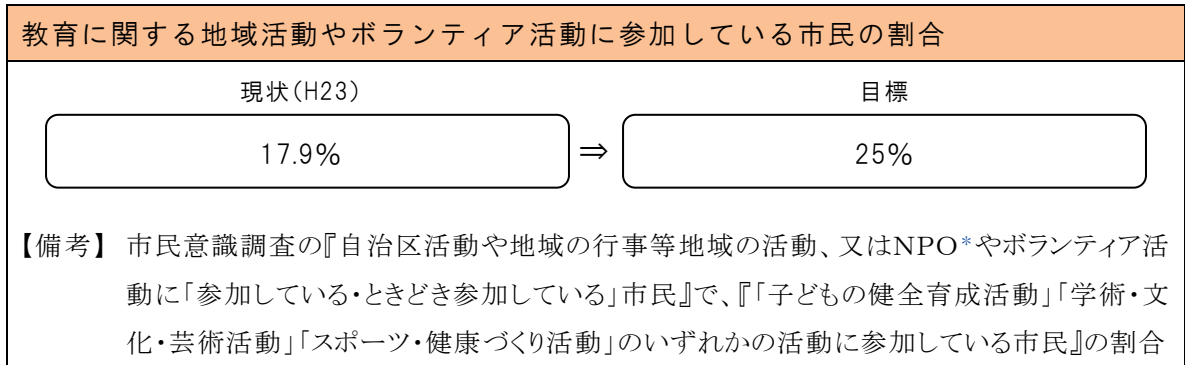 教育に関する地域活動やボランティア活動に参加している市民の割合
現状(H23) 目標
17.9% ⇒ 25%
【備考】 市民意識調査の『自治区活動や地域の行事等地域の活動、又はNPO*やボランティア活
動に「参加している・ときどき参加している」市民』で、『「子どもの健全育成活動」「学術・文
化・芸術活動」「スポーツ・健康づくり活動」のいずれかの活動に参加している市民』の割合